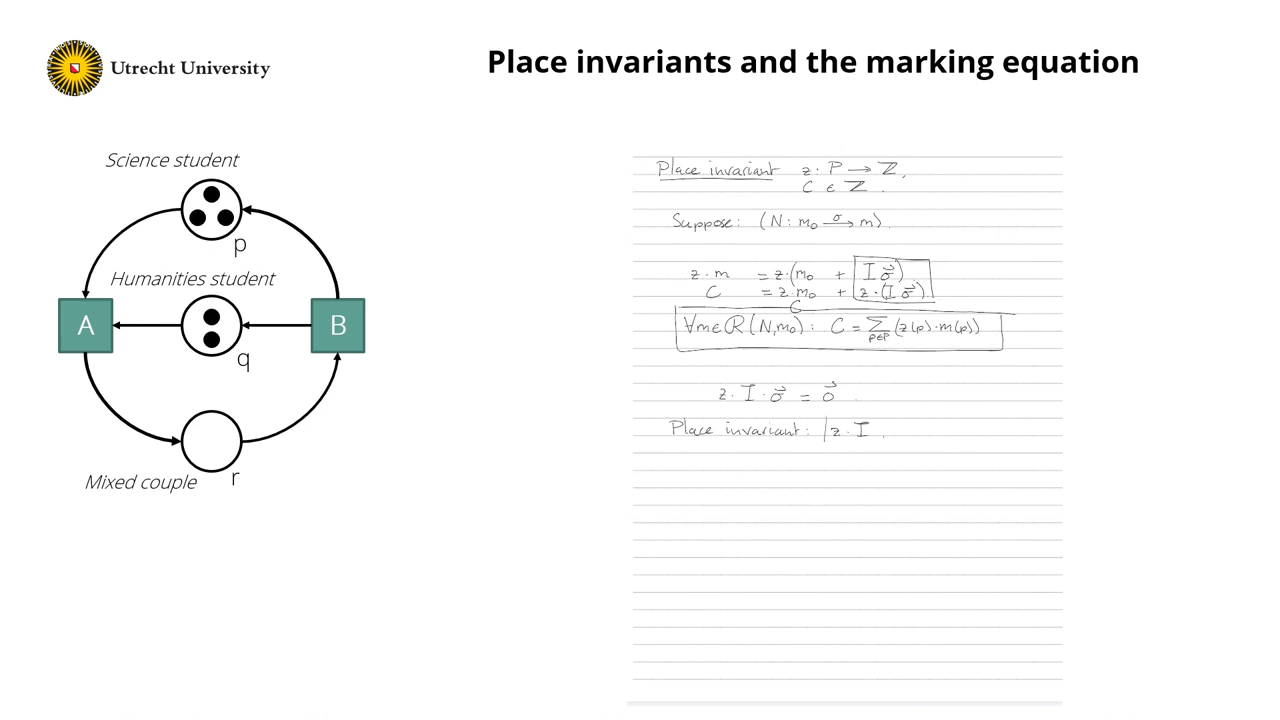 Utrecht University
Place invariants and the marking equation
Science student
p
Humanities student
A
B
q
Mixed couple
r
Place invariant z : P → ℤ,
C ∈ ℤ .
Suppose: (N : m₀ →^σ m).
z · m = z · (m₀ + I σ⃗)
C = z · m₀ + z · (I σ⃗).
C
∀m∈R(N,m₀) : C = ∑_{p∈P} (z(p) · m(p))
z · I · σ⃗ = 0⃗ .
Place invariant: | z · I .